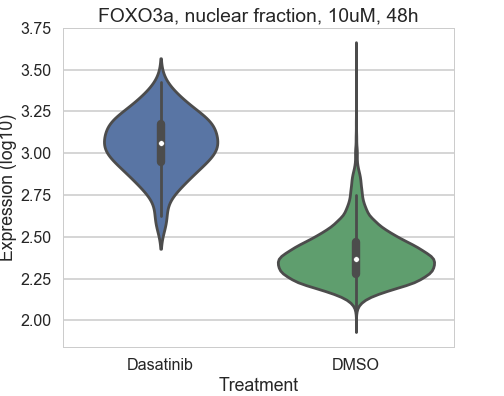 FOXO3a, nuclear fraction, 10uM, 48h
3.75
3.50
3.25
3.00
2.75
2.50
2.25
2.00
Expression (log10)
Dasatinib DMSO
Treatment